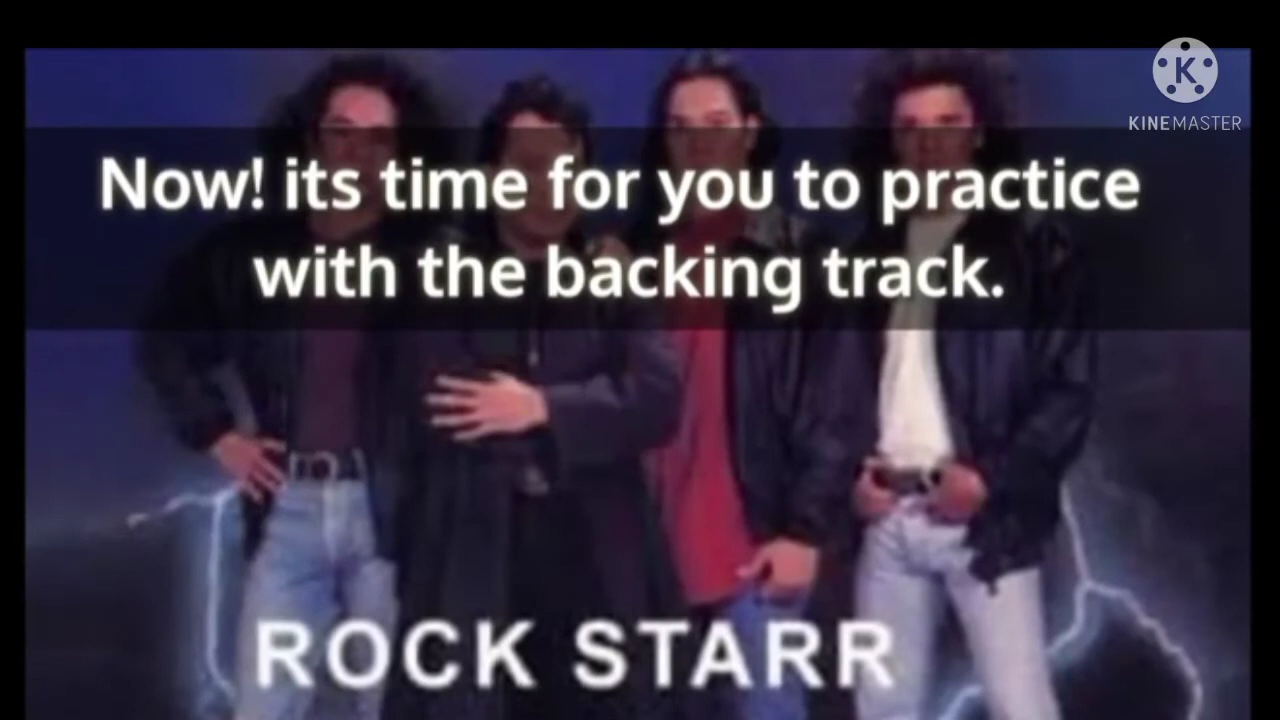 K
KINEMASTER
Now! its time for you to practice
with the backing track.
ROCK STARR